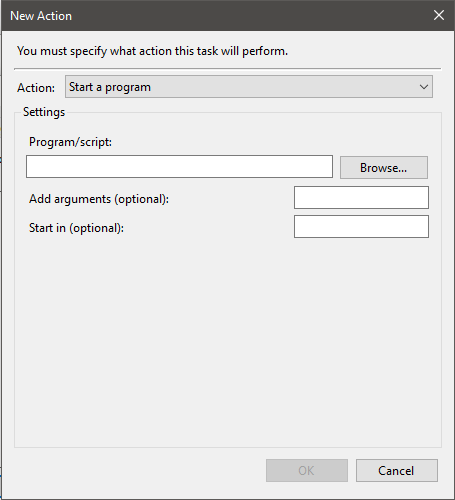 New Action
You must specify what action this task will perform.
Action: Start a program
Settings
Program/script:
Browse...
Add arguments (optional):
Start in (optional):
OK Cancel